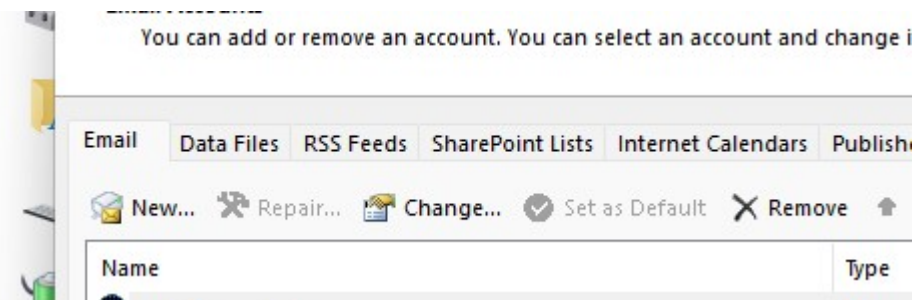 You can add or remove an account. You can select an account and change i
Email Data Files RSS Feeds SharePoint Lists Internet Calendars Publishe
New... Repair... Change... Set as Default Remove
Name Type